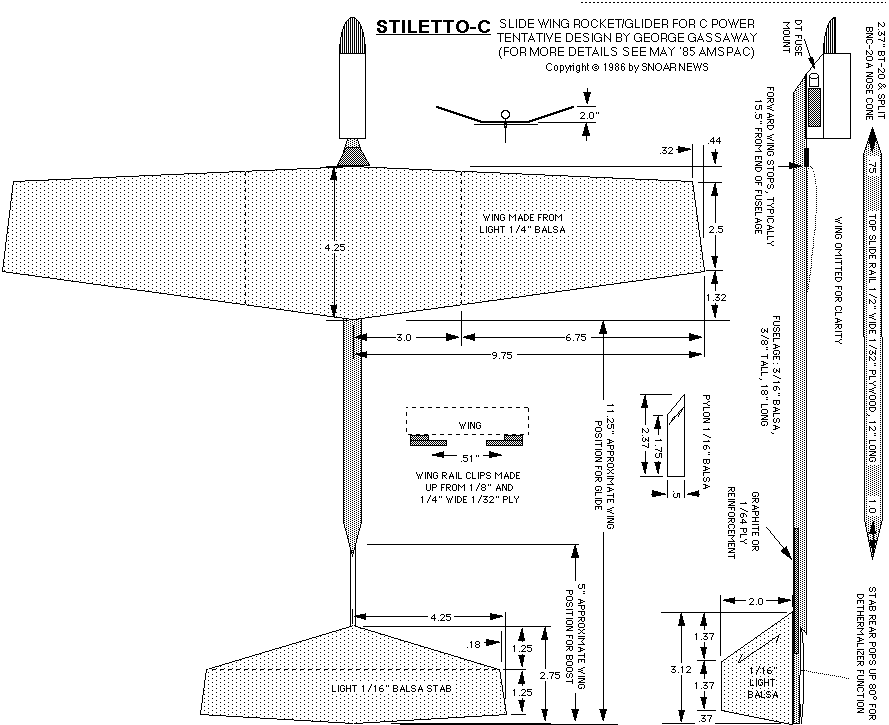 STILETTO-C
SLIDE WING ROCKET/GLIDER FOR C POWER
TENTATIVE DESIGN BY GEORGE GASSAWAY
(FOR MORE DETAILS SEE MAY '85 AMSPAC)
Copyright © 1986 by SNOAR NEWS
2.0"
.32
.44
WING MADE FROM
LIGHT 1/4" BALSA
4.25
2.5
1.32
3.0
6.75
9.75
WING
.51"
WING RAIL CLIPS MADE
UP FROM 1/8" AND
1/4" WIDE 1/32" PLY
11.25" APPROXIMATE WING
POSITION FOR GLIDE
2.37
1.75
.5
PYLON 1/16" BALSA
5" APPROXIMATE WING
POSITION FOR BOOST
4.25
.18
1.25
1.25
2.75
LIGHT 1/16" BALSA STAB
DT FUSE
MOUNT
2.37" BT-20 & SPLIT
BNC-20A NOSE CONE
FORWARD WING STOPS, TYPICALLY
15.5" FROM END OF FUSELAGE
WING OMITTED FOR CLARITY
.75
TOP SLIDE RAIL 1/2" WIDE 1/32" PLYWOOD, 12" LONG
1.0
FUSELAGE: 3/16" BALSA,
3/8" TALL, 18" LONG
GRAPHITE OR
1/64 PLY
REINFORCEMENT
2.0
3.12
1.37
1.37
.37
1/16"
LIGHT
BALSA
STAB REAR POPS UP 80° FOR
DETHERMALIZER FUNCTION